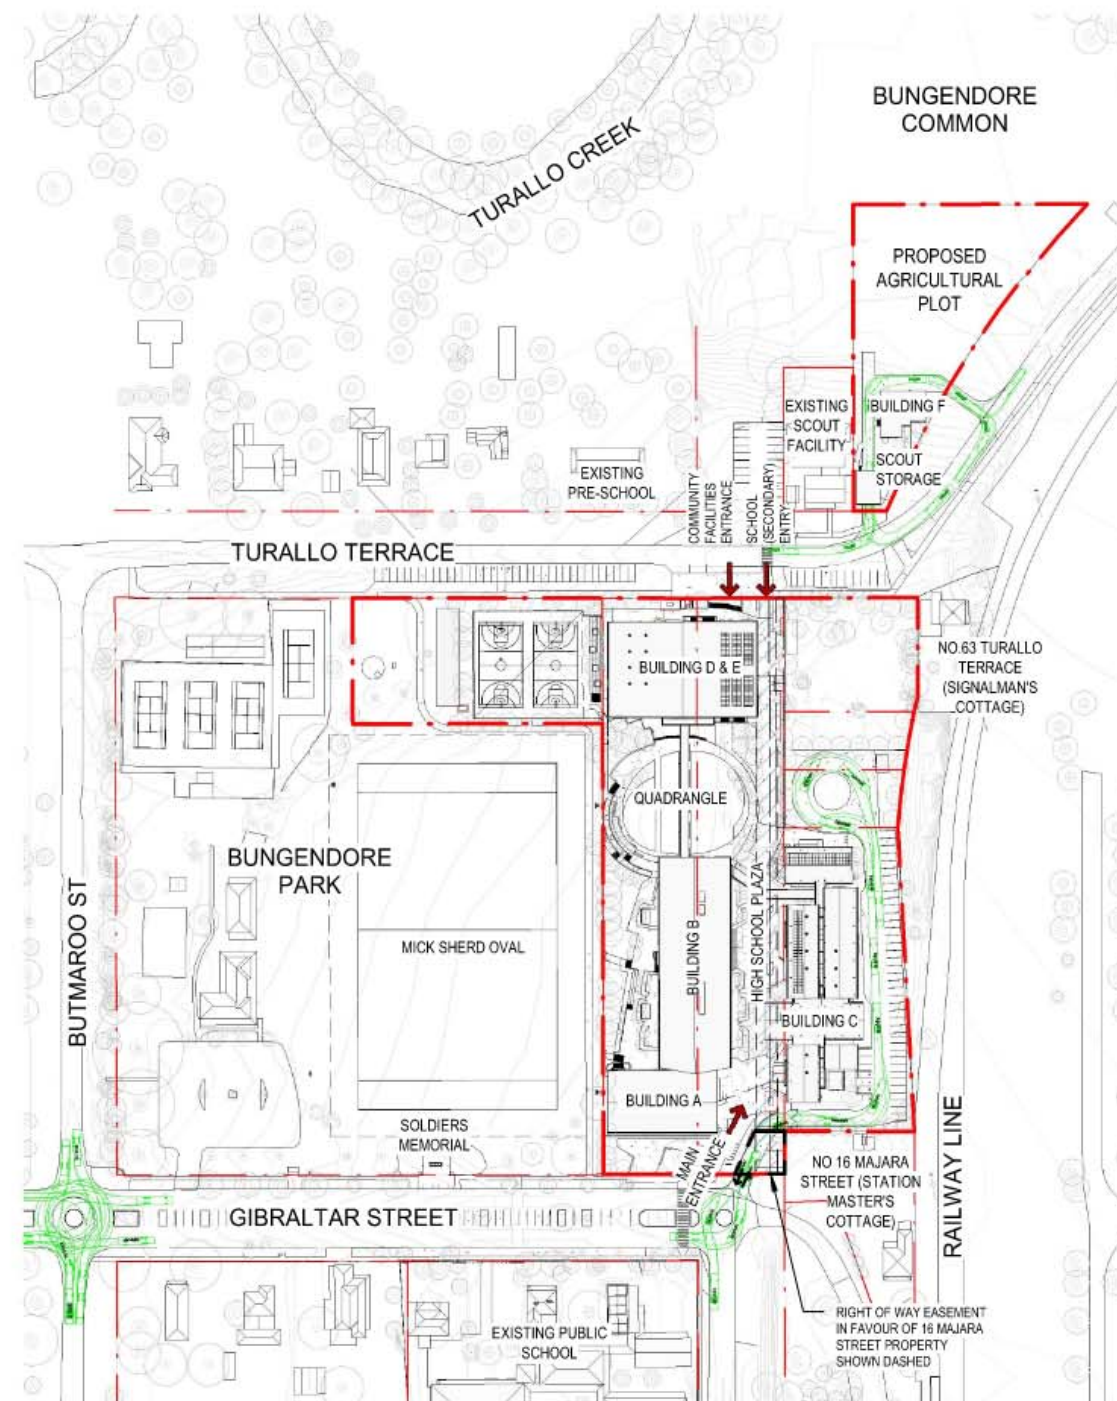 BUNGENDORE
COMMON
TURALLO CREEK
PROPOSED
AGRICULTURAL
PLOT
EXISTING
SCOUT
FACILITY
BUILDING F
SCOUT
STORAGE
EXISTING
PRE-SCHOOL
COMMUNITY
FACILITIES
ENTRANCE
SCHOOL
(SECONDARY)
ENTRY
TURALLO TERRACE
BUILDING D & E
NO.63 TURALLO
TERRACE
(SIGNALMAN'S
COTTAGE)
QUADRANGLE
BUNGENDORE
PARK
MICK SHERD OVAL
BUTMAROO ST
BUILDING B
HIGH SCHOOL PLAZA
BUILDING C
BUILDING A
SOLDIERS
MEMORIAL
MAIN
ENTRANCE
NO 16 MAJARA
STREET (STATION
MASTER'S
COTTAGE)
RAILWAY LINE
GIBRALTAR STREET
RIGHT OF WAY EASEMENT
IN FAVOUR OF 16 MAJARA
STREET PROPERTY
SHOWN DASHED
EXISTING PUBLIC
SCHOOL